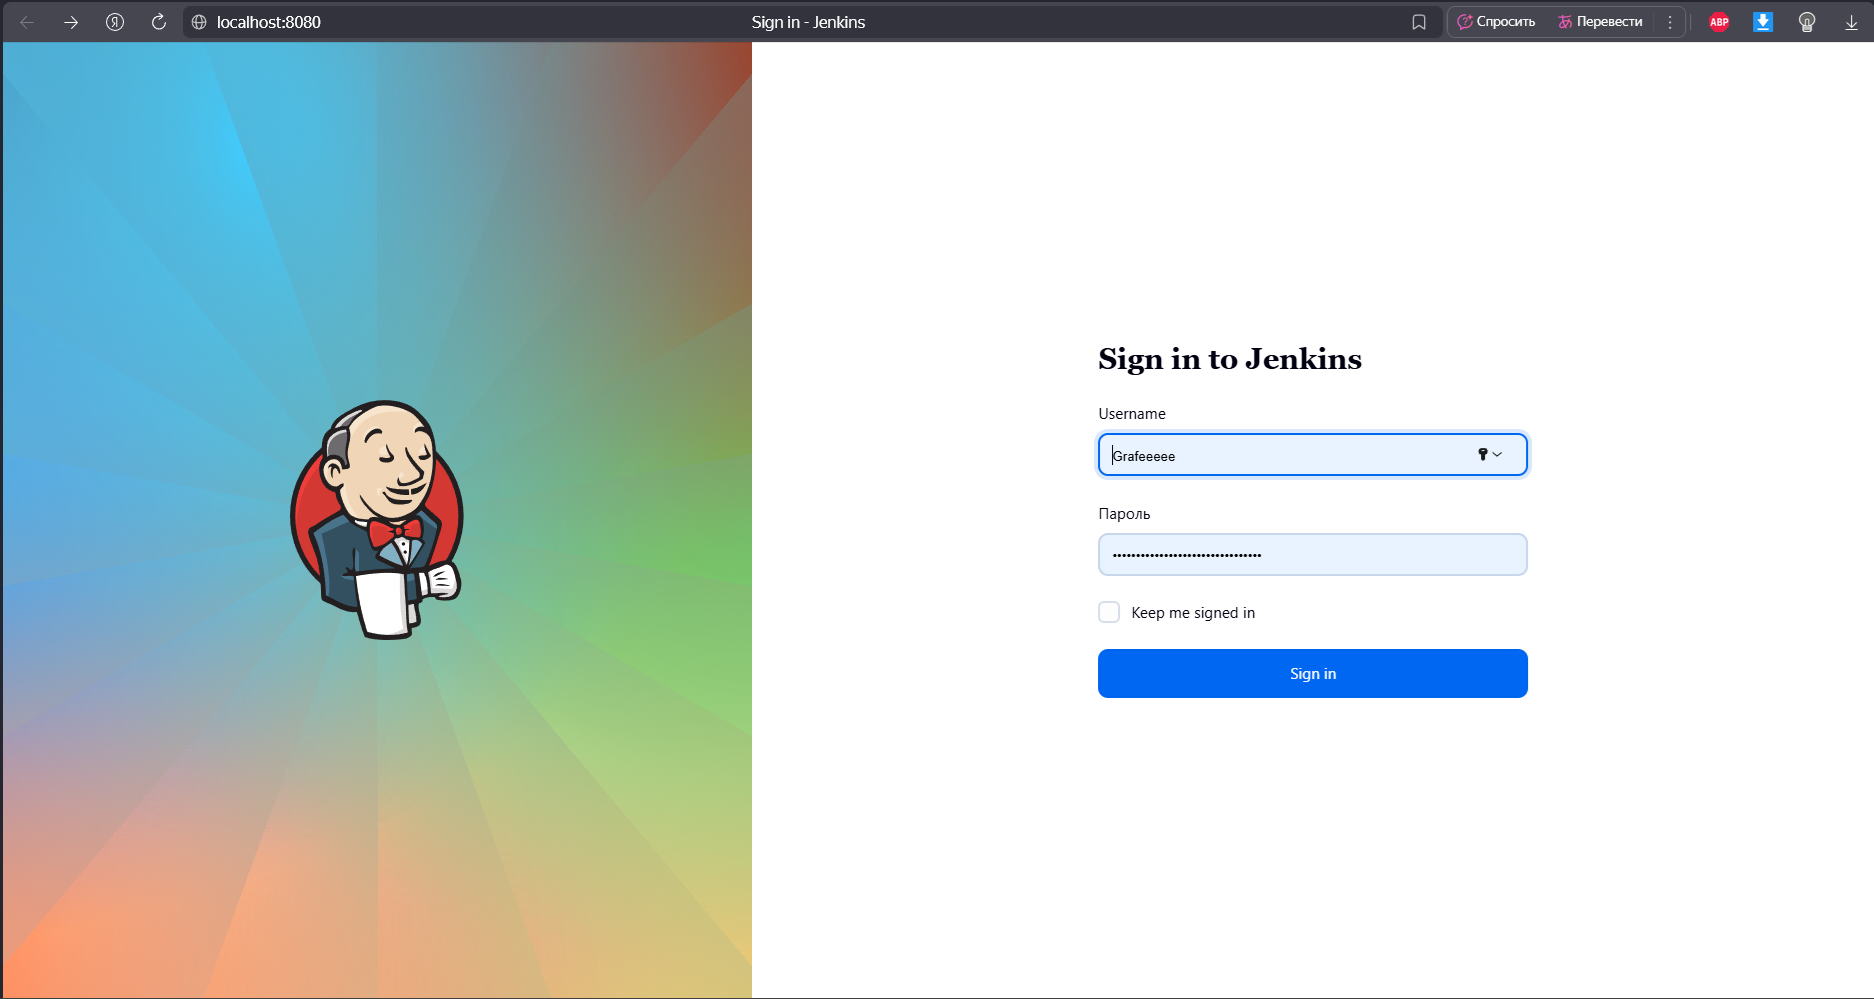 Я localhost:8080 Sign in - Jenkins Спросить Перевести ABP
Sign in to Jenkins
Username
Grafeeeee
Пароль
••••••••••••••••••••••••••••••••
Keep me signed in
Sign in